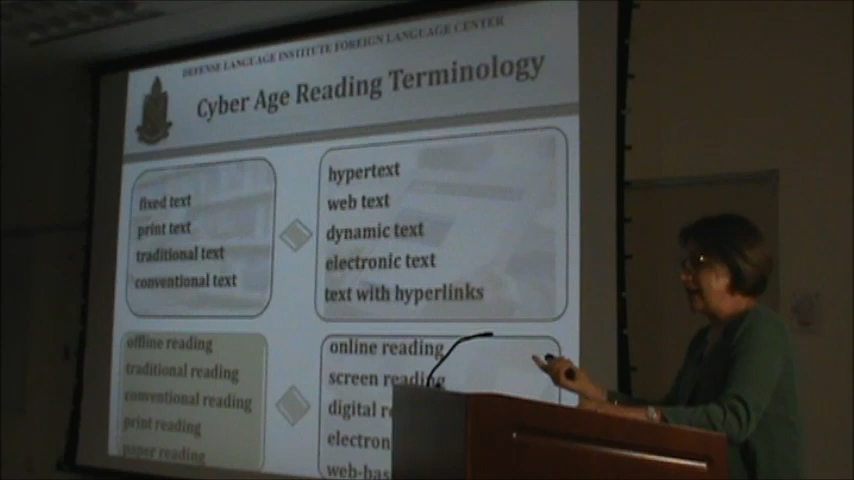 DEFENSE LANGUAGE INSTITUTE FOREIGN LANGUAGE CENTER
Cyber Age Reading Terminology
fixed text
print text
traditional text
conventional text
hypertext
web text
dynamic text
electronic text
text with hyperlinks
offline reading
traditional reading
conventional reading
print reading
paper reading
online reading
screen reading
digital